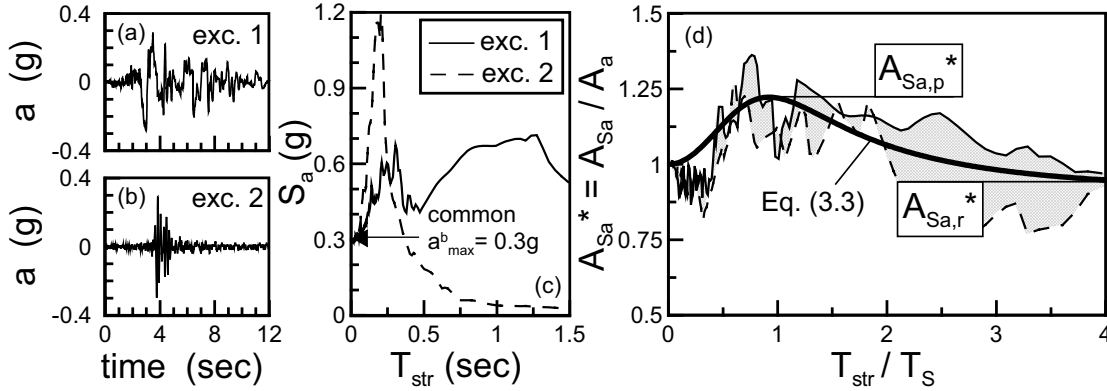 0.4
(a)
exc. 1
a (g)
0
-0.4
0.4
(b)
exc. 2
a (g)
0
-0.4
0
4
8
12
time (sec)
1.2
exc. 1
exc. 2
0.9
S_a (g)
0.6
common
a^b_max = 0.3g
0.3
(c)
0
0
0.5
1
1.5
T_str (sec)
1.5
(d)
A_Sa,p*
1.25
A_Sa* = A_Sa / A_a
1
Eq. (3.3)
A_Sa,r*
0.75
0.5
0
1
2
3
4
T_str / T_S